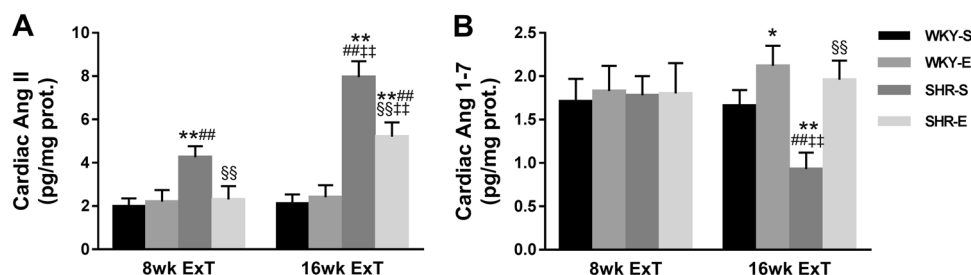 A
Cardiac Ang II
(pg/mg prot.)
10
8
6
4
2
0
**##
§§
**
##‡‡
**##
§§‡‡
8wk ExT
16wk ExT
B
Cardiac Ang 1-7
(pg/mg prot.)
2.5
2.0
1.5
1.0
0.5
0.0
*
**
##‡‡
§§
8wk ExT
16wk ExT
WKY-S
WKY-E
SHR-S
SHR-E